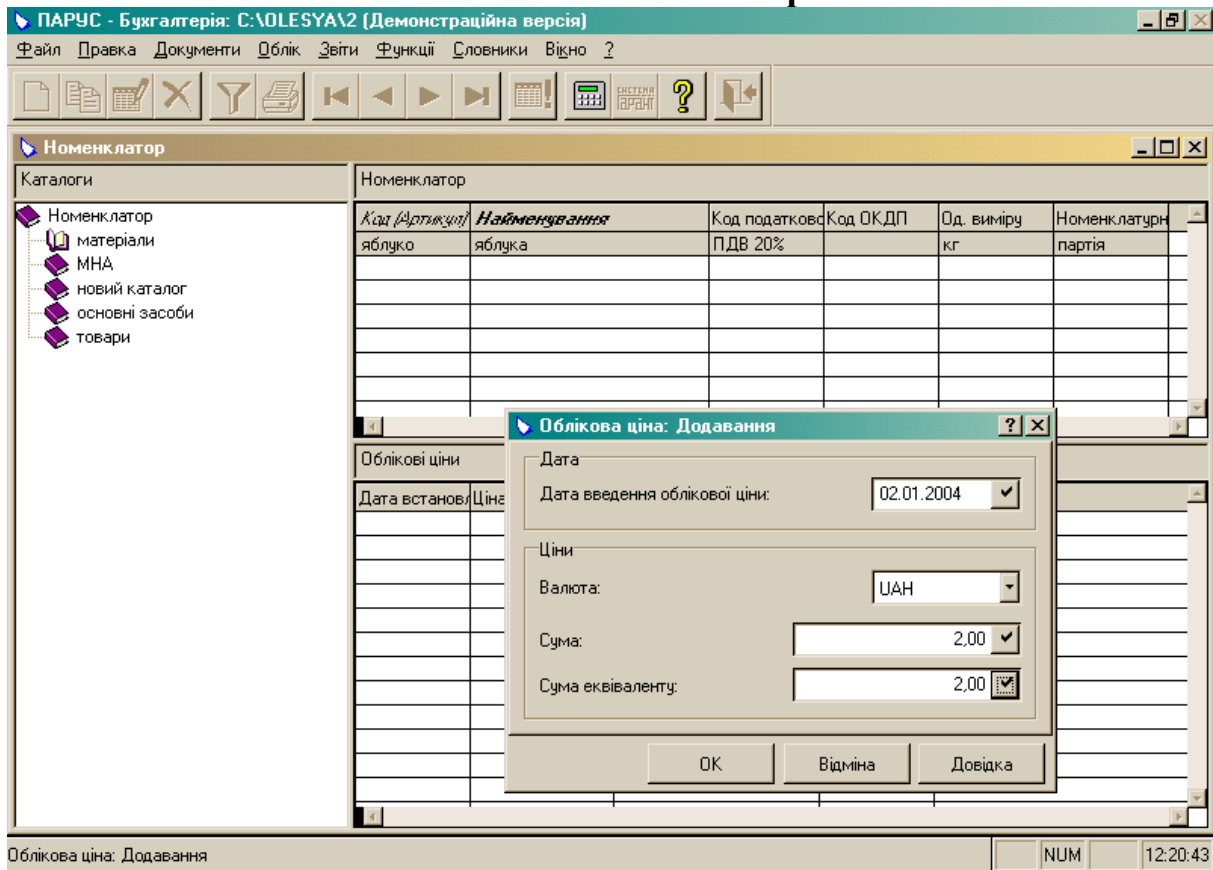 ПАРУС - Бухгалтерія: C:\OLESYA\2 (Демонстраційна версія)
Файл Правка Документи Облік Звіти Функції Словники Вікно ?
СИСТЕМА
ГАРАНТ
Номенклатор
Каталоги
Номенклатор
Номенклатор
матеріали
МНА
новий каталог
основні засоби
товари
Код (Артикул) Найменування Код податково Код ОКДП Од. виміру Номенклатурн
яблуко яблука ПДВ 20% кг партія
Облікові ціни
Дата встановл Ціна
Облікова ціна: Додавання
Дата
Дата введення облікової ціни: 02.01.2004
Ціни
Валюта: UAH
Сума: 2,00
Сума еквіваленту: 2,00
OK Відміна Довідка
Облікова ціна: Додавання NUM 12:20:43